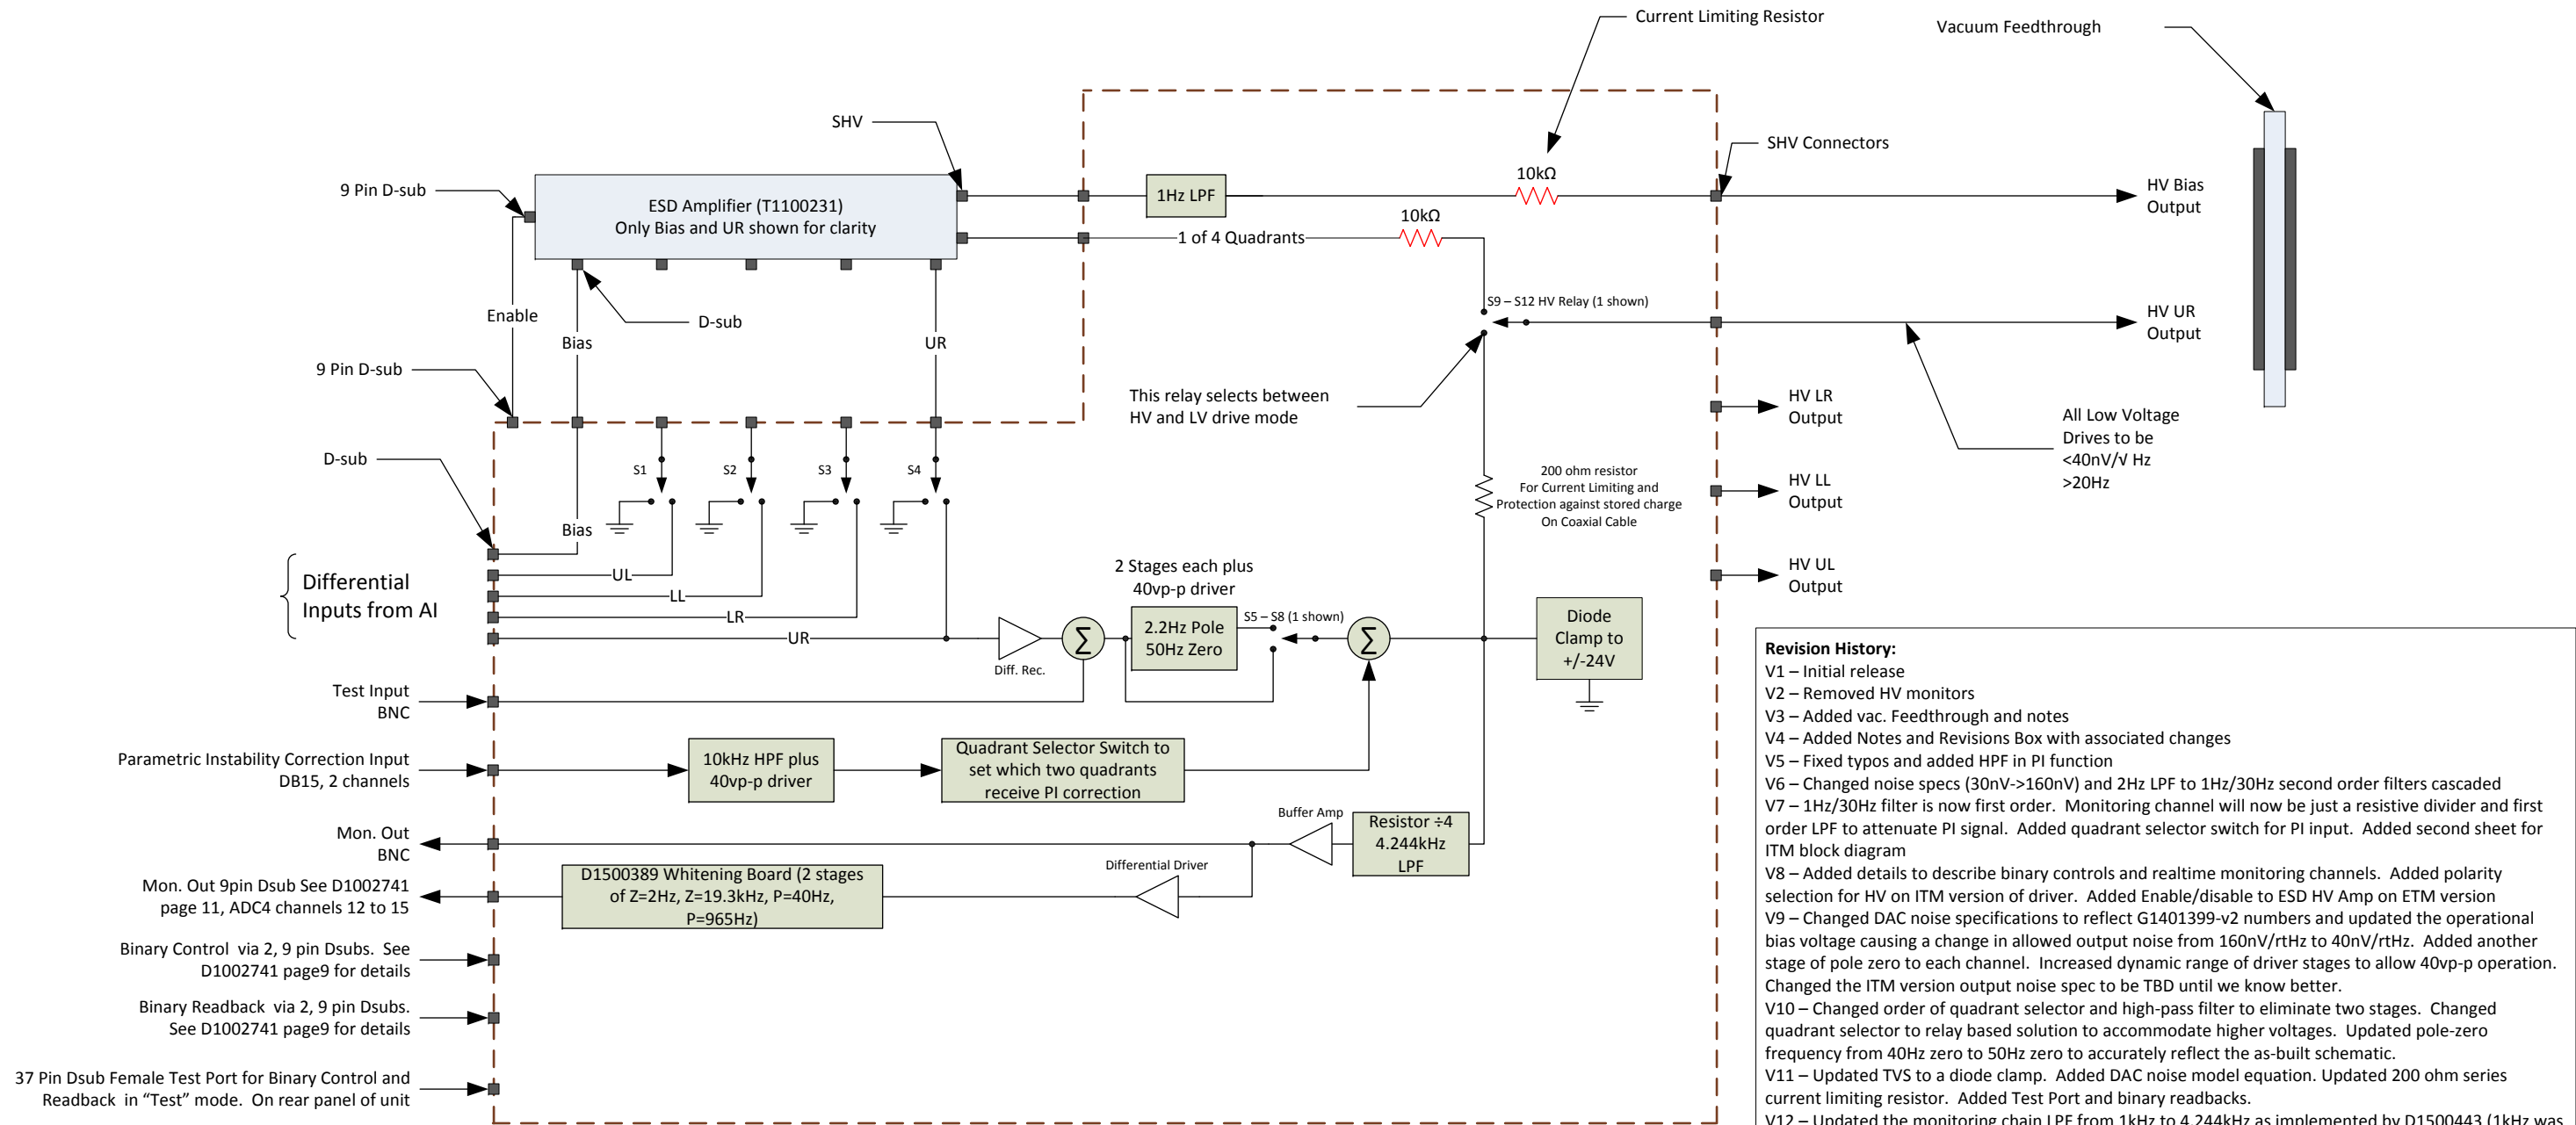 Current Limiting Resistor
Vacuum Feedthrough
SHV
SHV Connectors
9 Pin D-sub
ESD Amplifier (T1100231)
Only Bias and UR shown for clarity
1Hz LPF
10kΩ
10kΩ
1 of 4 Quadrants
HV Bias
Output
Enable
D-sub
Bias
UR
S9 – S12 HV Relay (1 shown)
HV UR
Output
9 Pin D-sub
This relay selects between
HV and LV drive mode
HV LR
Output
All Low Voltage
Drives to be
<40nV/√ Hz
>20Hz
D-sub
S1
S2
S3
S4
200 ohm resistor
For Current Limiting and
Protection against stored charge
On Coaxial Cable
HV LL
Output
Bias
Differential
Inputs from AI
UL
LL
LR
UR
2 Stages each plus
40vp-p driver
HV UL
Output
Diff. Rec.
∑
2.2Hz Pole
50Hz Zero
S5 – S8 (1 shown)
∑
Diode
Clamp to
+/-24V
Test Input
BNC
Parametric Instability Correction Input
DB15, 2 channels
10kHz HPF plus
40vp-p driver
Quadrant Selector Switch to
set which two quadrants
receive PI correction
Mon. Out
BNC
Buffer Amp
Resistor ÷4
4.244kHz
LPF
Mon. Out 9pin Dsub See D1002741
page 11, ADC4 channels 12 to 15
D1500389 Whitening Board (2 stages
of Z=2Hz, Z=19.3kHz, P=40Hz,
P=965Hz)
Differential Driver
Binary Control  via 2, 9 pin Dsubs.  See
D1002741 page9 for details
Binary Readback  via 2, 9 pin Dsubs.
See D1002741 page9 for details
37 Pin Dsub Female Test Port for Binary Control and
Readback  in “Test” mode.  On rear panel of unit
Revision History:
V1 – Initial release
V2 – Removed HV monitors
V3 – Added vac. Feedthrough and notes
V4 – Added Notes and Revisions Box with associated changes
V5 – Fixed typos and added HPF in PI function
V6 – Changed noise specs (30nV->160nV) and 2Hz LPF to 1Hz/30Hz second order filters cascaded
V7 – 1Hz/30Hz filter is now first order.  Monitoring channel will now be just a resistive divider and first
order LPF to attenuate PI signal.  Added quadrant selector switch for PI input.  Added second sheet for
ITM block diagram
V8 – Added details to describe binary controls and realtime monitoring channels.  Added polarity
selection for HV on ITM version of driver.  Added Enable/disable to ESD HV Amp on ETM version
V9 – Changed DAC noise specifications to reflect G1401399-v2 numbers and updated the operational
bias voltage causing a change in allowed output noise from 160nV/rtHz to 40nV/rtHz.  Added another
stage of pole zero to each channel.  Increased dynamic range of driver stages to allow 40vp-p operation.
Changed the ITM version output noise spec to be TBD until we know better.
V10 – Changed order of quadrant selector and high-pass filter to eliminate two stages.  Changed
quadrant selector to relay based solution to accommodate higher voltages.  Updated pole-zero
frequency from 40Hz zero to 50Hz zero to accurately reflect the as-built schematic.
V11 – Updated TVS to a diode clamp.  Added DAC noise model equation. Updated 200 ohm series
current limiting resistor.  Added Test Port and binary readbacks.
V12 – Updated the monitoring chain LPF from 1kHz to 4.244kHz as implemented by D1500443 (1kHz was